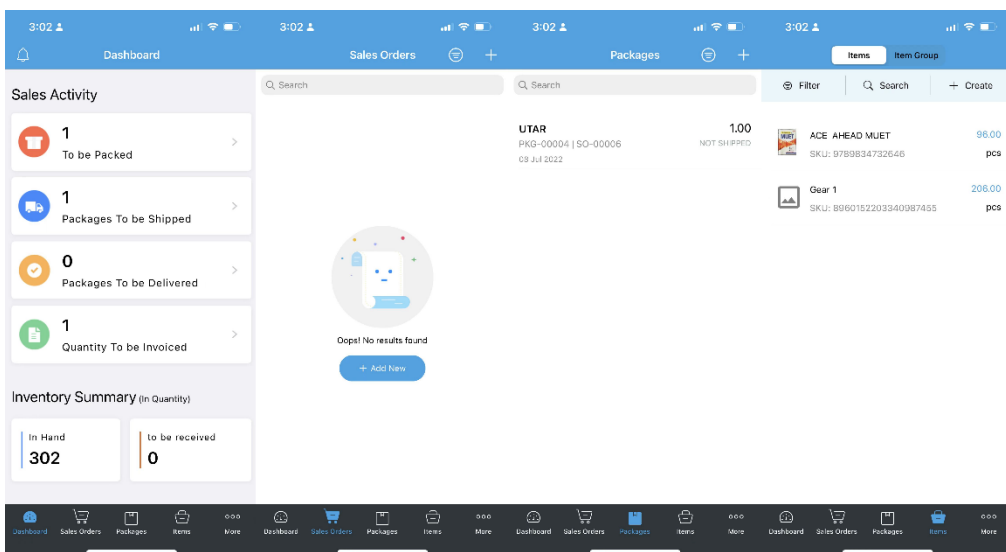 3:02
Dashboard
Sales Activity
1
To be Packed
1
Packages To be Shipped
0
Packages To be Delivered
1
Quantity To be Invoiced
Inventory Summary (In Quantity)
In Hand
302
to be received
0
Dashboard Sales Orders Packages Items More
3:02
Sales Orders
Search
Oops! No results found
+ Add New
Dashboard Sales Orders Packages Items More
3:02
Packages
Search
UTAR 1.00
PKG-00004 | SO-00006 NOT SHIPPED
08 Jul 2022
Dashboard Sales Orders Packages Items More
3:02
Items Item Group
Filter Search + Create
ACE AHEAD MUET 96.00
SKU: 9789834732646 pcs
Gear 1 206.00
SKU: 8960152203340987455 pcs
Dashboard Sales Orders Packages Items More